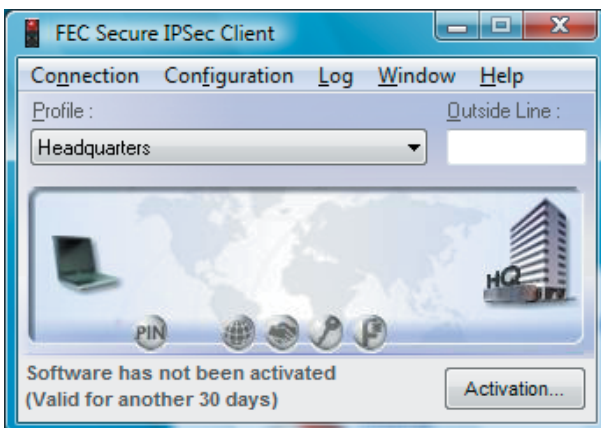 FEC Secure IPSec Client
Connection Configuration Log Window Help
Profile : Outside Line :
Headquarters
HQ
PIN
Software has not been activated
(Valid for another 30 days)
Activation...